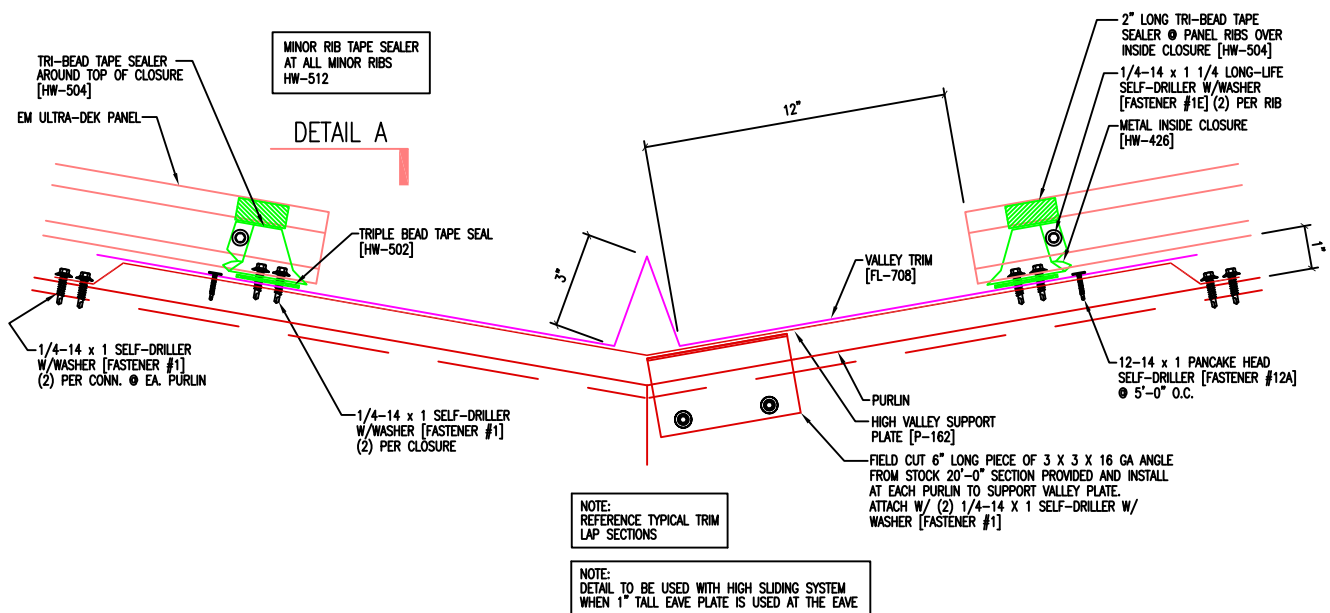 MINOR RIB TAPE SEALER
AT ALL MINOR RIBS
HW-512
TRI-BEAD TAPE SEALER
AROUND TOP OF CLOSURE
[HW-504]
EM ULTRA-DEK PANEL
DETAIL A
TRIPLE BEAD TAPE SEAL
[HW-502]
3"
12"
2" LONG TRI-BEAD TAPE
SEALER @ PANEL RIBS OVER
INSIDE CLOSURE [HW-504]
1/4-14 x 1 1/4 LONG-LIFE
SELF-DRILLER W/WASHER
[FASTENER #1E] (2) PER RIB
METAL INSIDE CLOSURE
[HW-426]
1"
VALLEY TRIM
[FL-708]
1/4-14 x 1 SELF-DRILLER
W/WASHER [FASTENER #1]
(2) PER CONN. @ EA. PURLIN
1/4-14 x 1 SELF-DRILLER
W/WASHER [FASTENER #1]
(2) PER CLOSURE
12-14 x 1 PANCAKE HEAD
SELF-DRILLER [FASTENER #12A]
@ 5'-0" O.C.
PURLIN
HIGH VALLEY SUPPORT
PLATE [P-162]
FIELD CUT 6" LONG PIECE OF 3 X 3 X 16 GA ANGLE
FROM STOCK 20'-0" SECTION PROVIDED AND INSTALL
AT EACH PURLIN TO SUPPORT VALLEY PLATE.
ATTACH W/ (2) 1/4-14 X 1 SELF-DRILLER W/
WASHER [FASTENER #1]
NOTE:
REFERENCE TYPICAL TRIM
LAP SECTIONS
NOTE:
DETAIL TO BE USED WITH HIGH SLIDING SYSTEM
WHEN 1" TALL EAVE PLATE IS USED AT THE EAVE